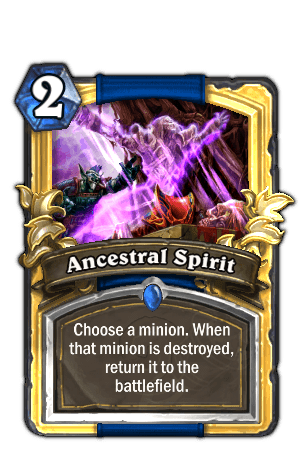 2
Ancestral Spirit
Choose a minion. When
that minion is destroyed,
return it to the
battlefield.